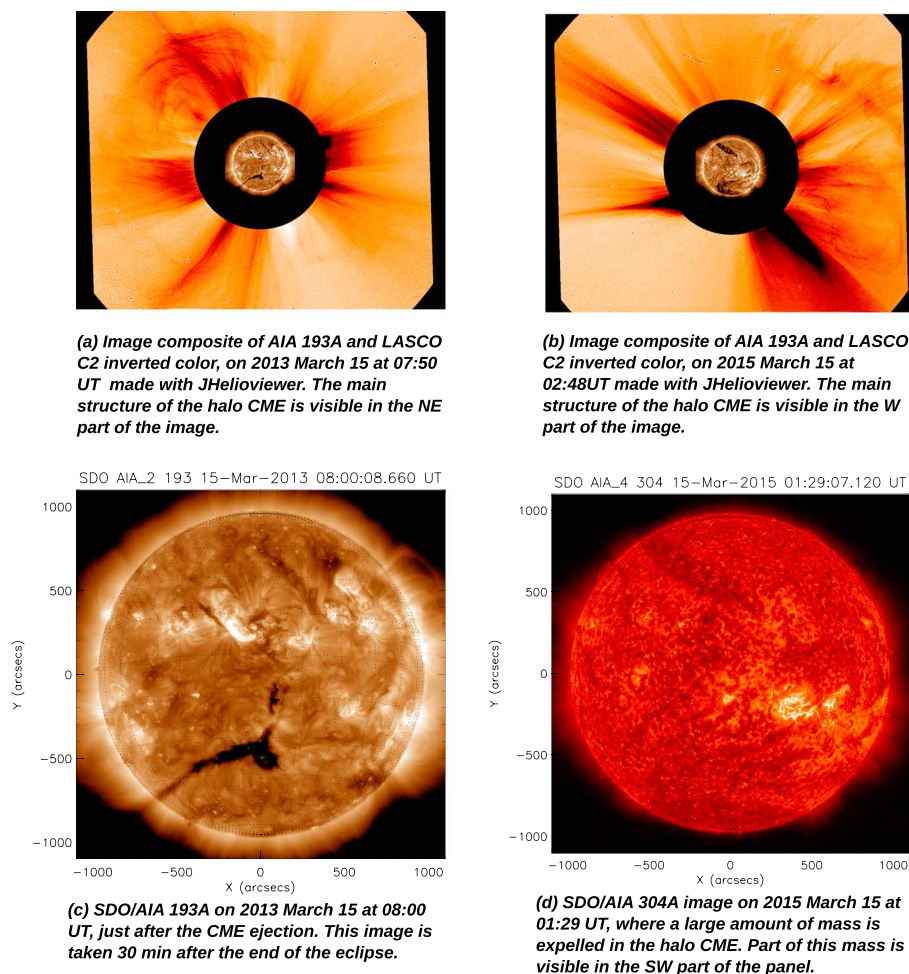 (a) Image composite of AIA 193A and LASCO
C2 inverted color, on 2013 March 15 at 07:50
UT made with JHelioviewer. The main
structure of the halo CME is visible in the NE
part of the image.
(b) Image composite of AIA 193A and LASCO
C2 inverted color, on 2015 March 15 at
02:48UT made with JHelioviewer. The main
structure of the halo CME is visible in the W
part of the image.
SDO AIA_2 193 15-Mar-2013 08:00:08.660 UT
1000
500
0
-500
-1000
Y (arcsecs)
-1000 -500 0 500 1000
X (arcsecs)
(c) SDO/AIA 193A on 2013 March 15 at 08:00
UT, just after the CME ejection. This image is
taken 30 min after the end of the eclipse.
SDO AIA_4 304 15-Mar-2015 01:29:07.120 UT
1000
500
0
-500
-1000
Y (arcsecs)
-1000 -500 0 500 1000
X (arcsecs)
(d) SDO/AIA 304A image on 2015 March 15 at
01:29 UT, where a large amount of mass is
expelled in the halo CME. Part of this mass is
visible in the SW part of the panel.